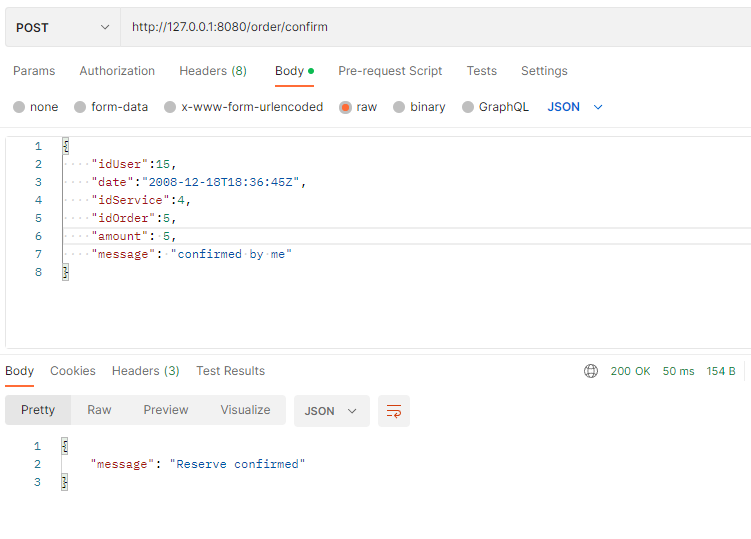 POST http://127.0.0.1:8080/order/confirm
Params Authorization Headers (8) Body Pre-request Script Tests Settings
none form-data x-www-form-urlencoded raw binary GraphQL JSON
1 {
2 "idUser":15,
3 "date":"2008-12-18T18:36:45Z",
4 "idService":4,
5 "idOrder":5,
6 "amount": 5,
7 "message": "confirmed by me"
8 }
Body Cookies Headers (3) Test Results 200 OK 50 ms 154 B
Pretty Raw Preview Visualize JSON
1 {
2 "message": "Reserve confirmed"
3 }